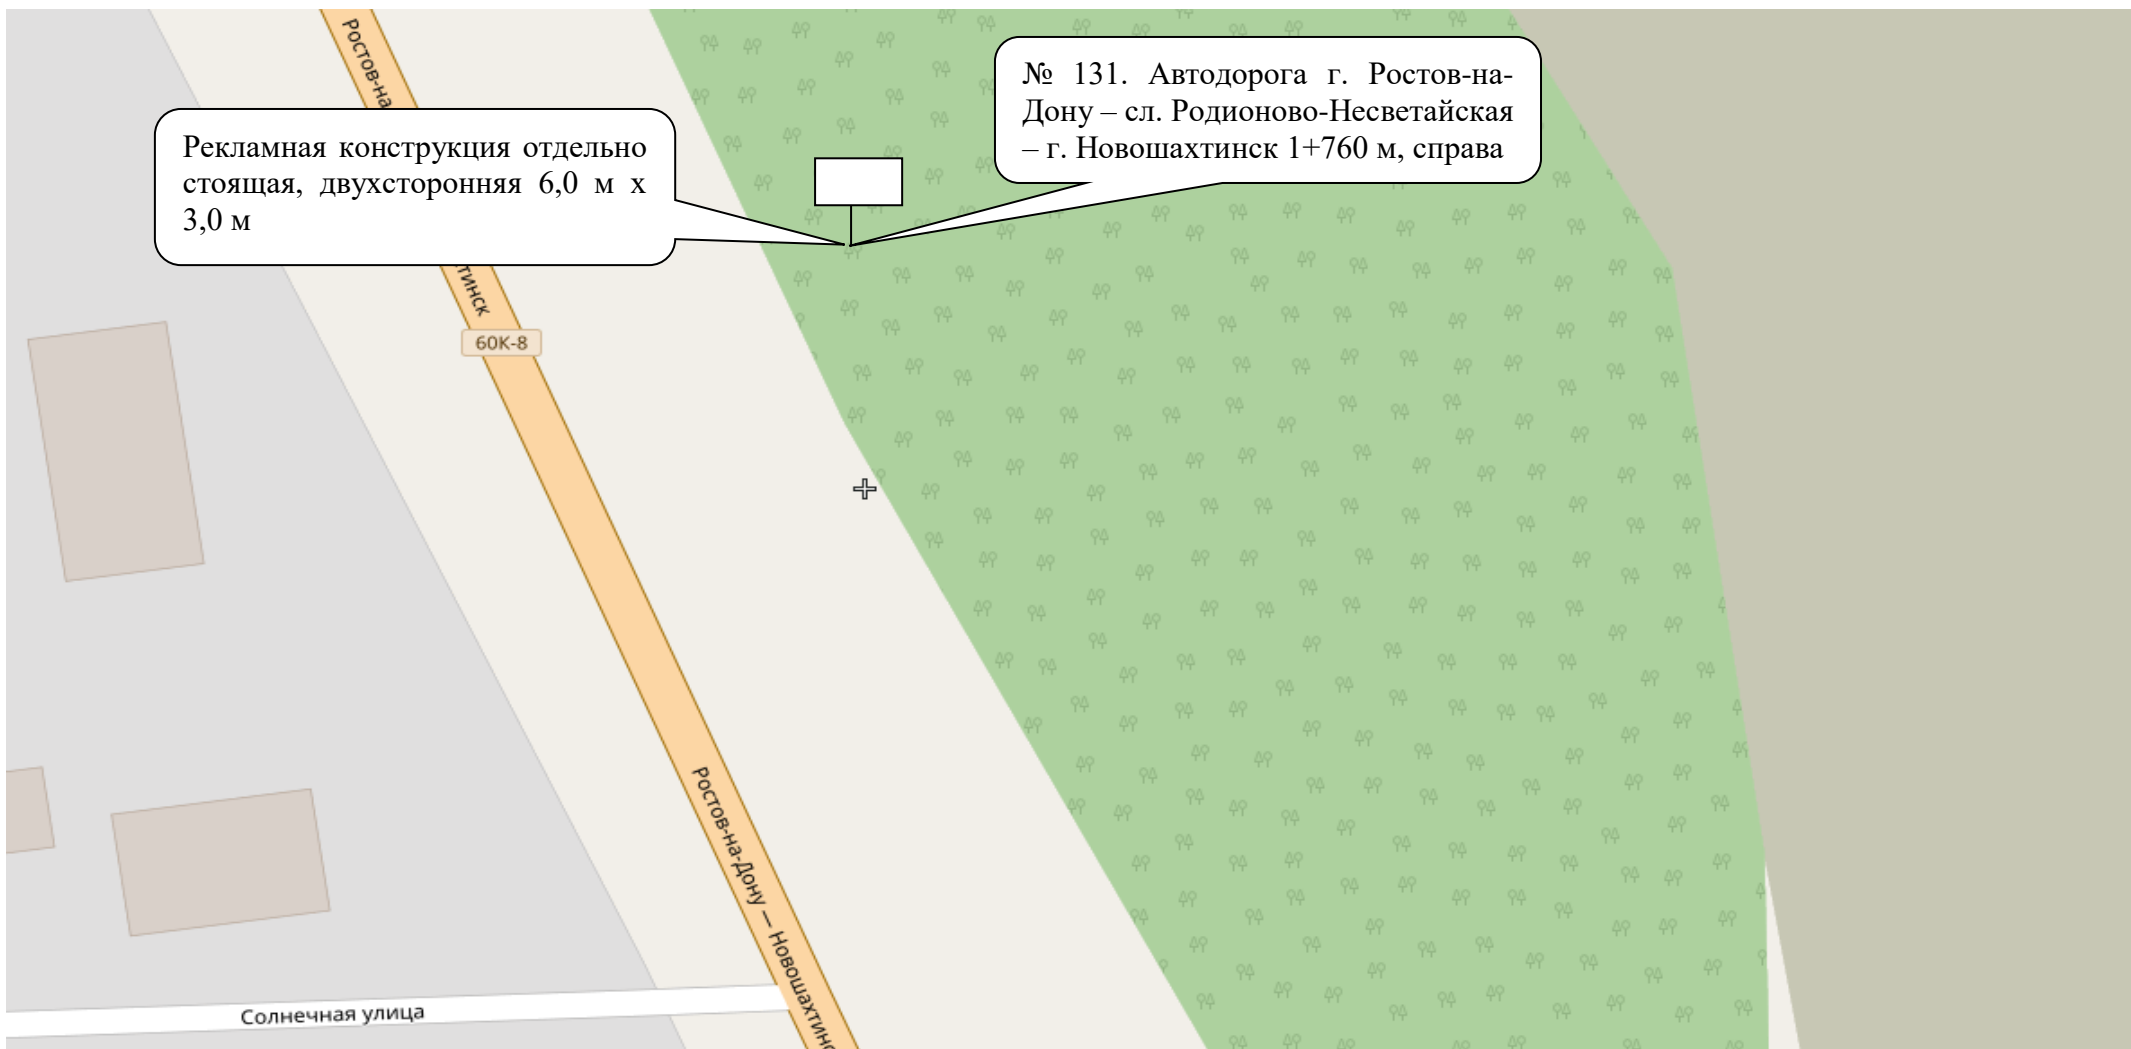 Ростов-на
№ 131. Автодорога г. Ростов-на-
Дону – сл. Родионово-Несветайская
– г. Новошахтинск 1+760 м, справа
Рекламная конструкция отдельно
стоящая, двухсторонняя 6,0 м х
3,0 м
тинск
60К-8
Ростов-на-Дону — Новошахтинс
Солнечная улица